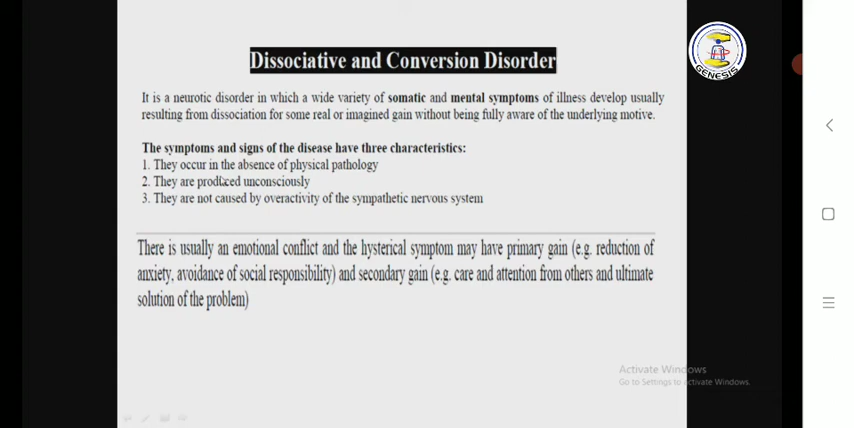 Dissociative and Conversion Disorder
GENESIS
It is a neurotic disorder in which a wide variety of somatic and mental symptoms of illness develop usually
resulting from dissociation for some real or imagined gain without being fully aware of the underlying motive.
The symptoms and signs of the disease have three characteristics:
1. They occur in the absence of physical pathology
2. They are produced unconsciously
3. They are not caused by overactivity of the sympathetic nervous system
There is usually an emotional conflict and the hysterical symptom may have primary gain (e.g. reduction of
anxiety, avoidance of social responsibility) and secondary gain (e.g. care and attention from others and ultimate
solution of the problem)
Activate Windows
Go to Settings to activate Windows.